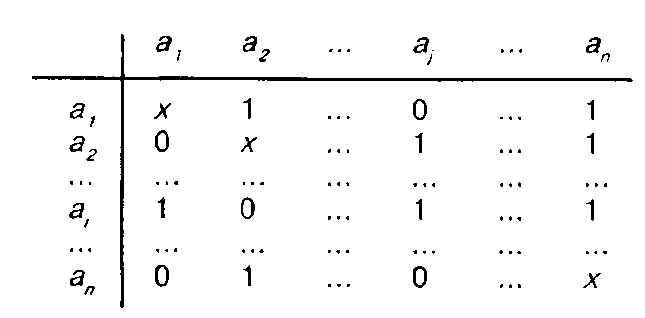 a₁ a₂ ... aⱼ ... aₙ
a₁ x 1 ... 0 ... 1
a₂ 0 x ... 1 ... 1
... ... ... ... ... ... ...
aᵢ 1 0 ... 1 ... 1
... ... ... ... ... ... ...
aₙ 0 1 ... 0 ... x